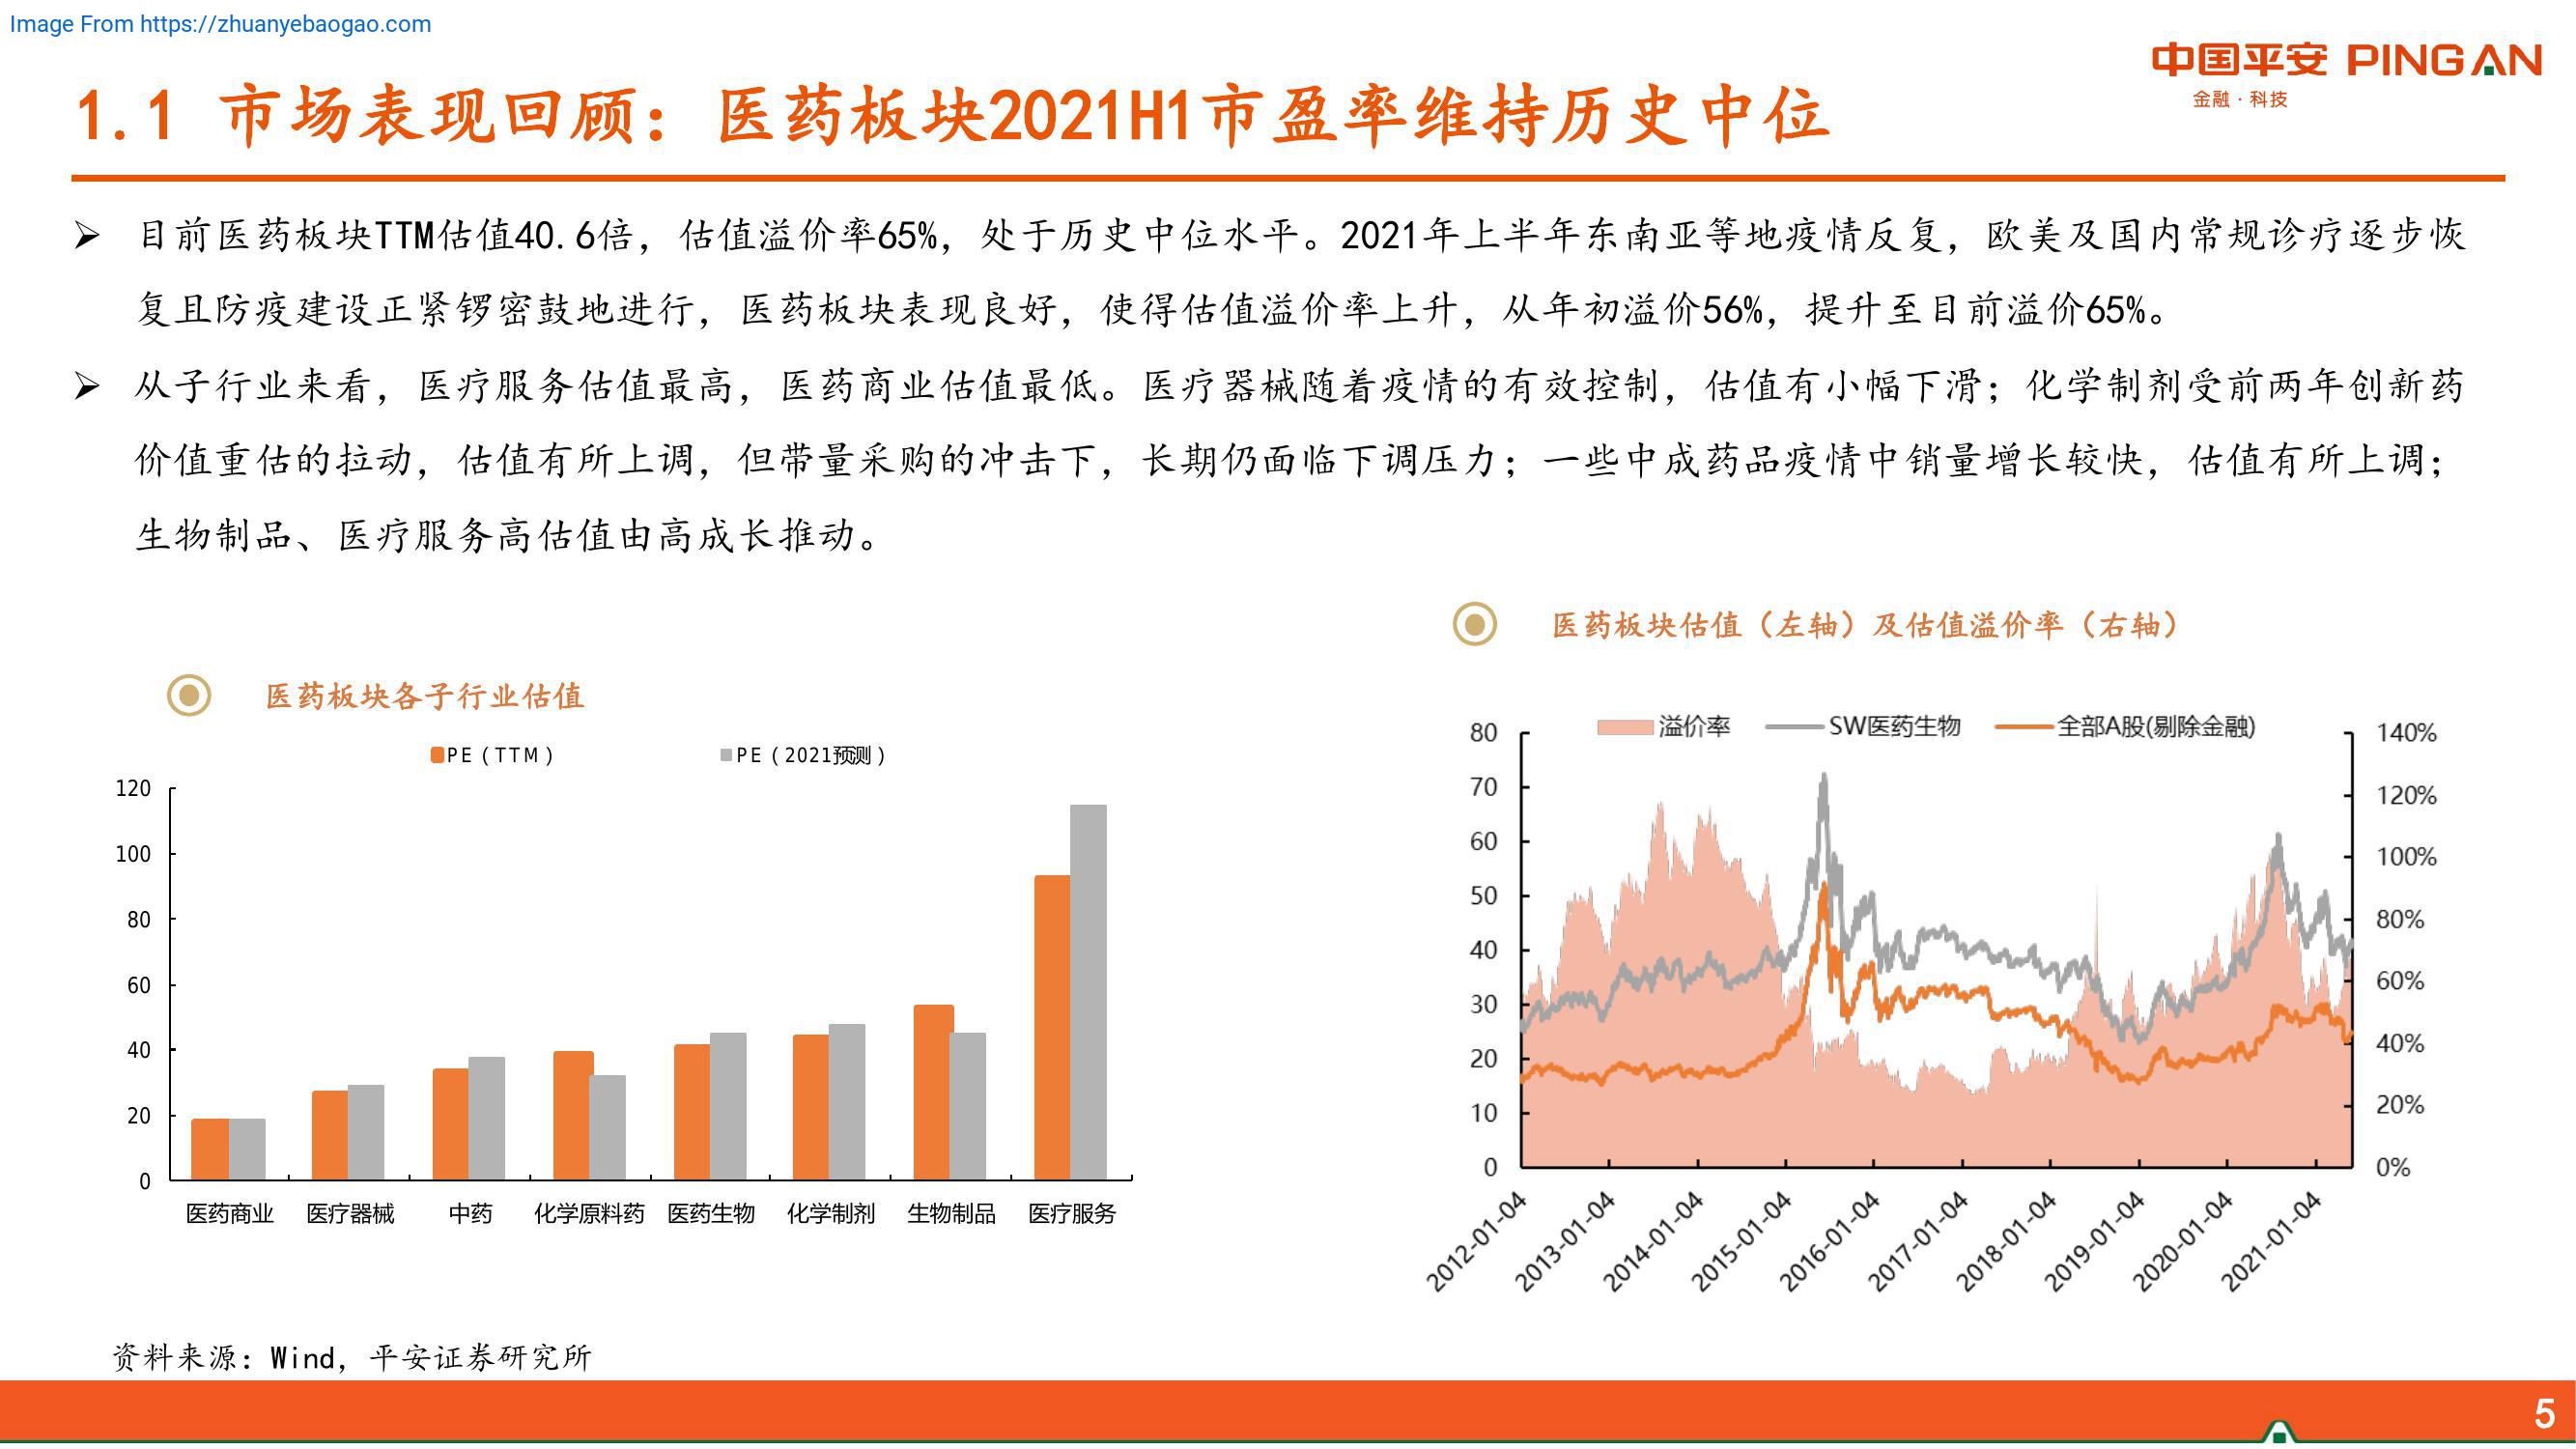 Image From https://zhuanyebaogao.com
中国平安 PINGAN
金融·科技
1.1 市场表现回顾：医药板块2021H1市盈率维持历史中位
目前医药板块TTM估值40.6倍，估值溢价率65%，处于历史中位水平。2021年上半年东南亚等地疫情反复，欧美及国内常规诊疗逐步恢
复且防疫建设正紧锣密鼓地进行，医药板块表现良好，使得估值溢价率上升，从年初溢价56%，提升至目前溢价65%。
从子行业来看，医疗服务估值最高，医药商业估值最低。医疗器械随着疫情的有效控制，估值有小幅下滑；化学制剂受前两年创新药
价值重估的拉动，估值有所上调，但带量采购的冲击下，长期仍面临下调压力；一些中成药品疫情中销量增长较快，估值有所上调；
生物制品、医疗服务高估值由高成长推动。
医药板块各子行业估值
PE（TTM） PE（2021预测）
120
100
80
60
40
20
0
医药商业 医疗器械 中药 化学原料药 医药生物 化学制剂 生物制品 医疗服务
医药板块估值（左轴）及估值溢价率（右轴）
溢价率 SW医药生物 全部A股(剔除金融)
80 140%
70 120%
60 100%
50 80%
40 60%
30 40%
20 20%
10 0%
0
2012-01-04 2013-01-04 2014-01-04 2015-01-04 2016-01-04 2017-01-04 2018-01-04 2019-01-04 2020-01-04 2021-01-04
资料来源：Wind，平安证券研究所
5